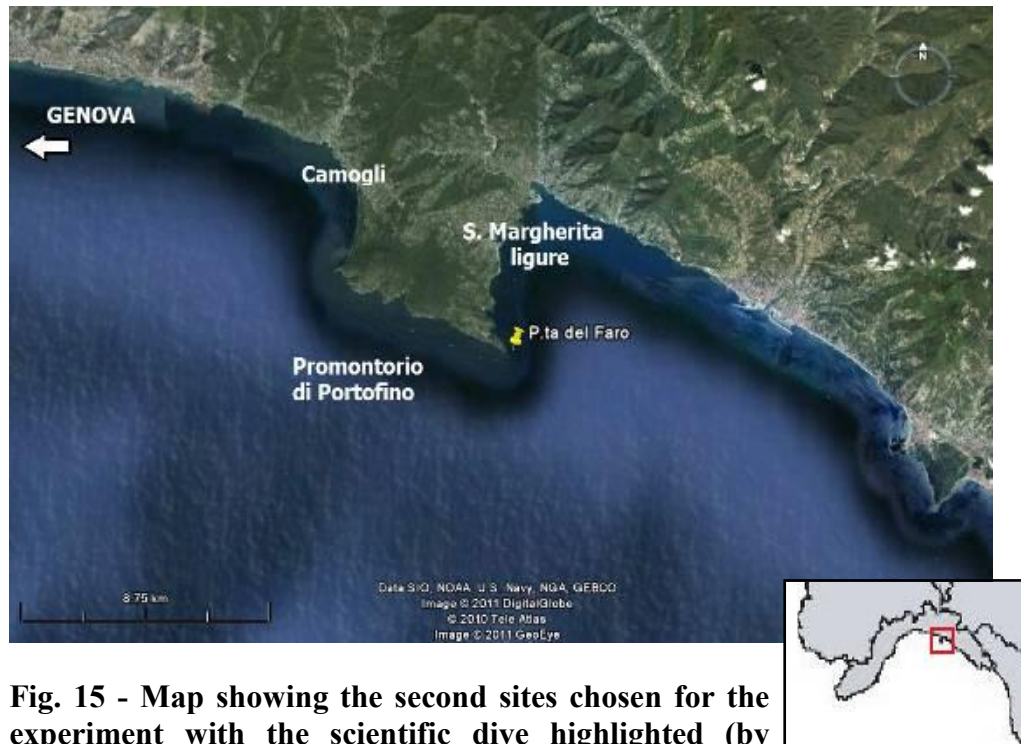 N
GENOVA
Camogli
S. Margherita
ligure
P.ta del Faro
Promontorio
di Portofino
8.75 km
Data SIO, NOAA, U.S. Navy, NGA, GEBCO
Image © 2011 DigitalGlobe
© 2010 Tele Atlas
Image © 2011 GeoEye
Fig. 15 - Map showing the second sites chosen for the
experiment with the scientific dive highlighted (by